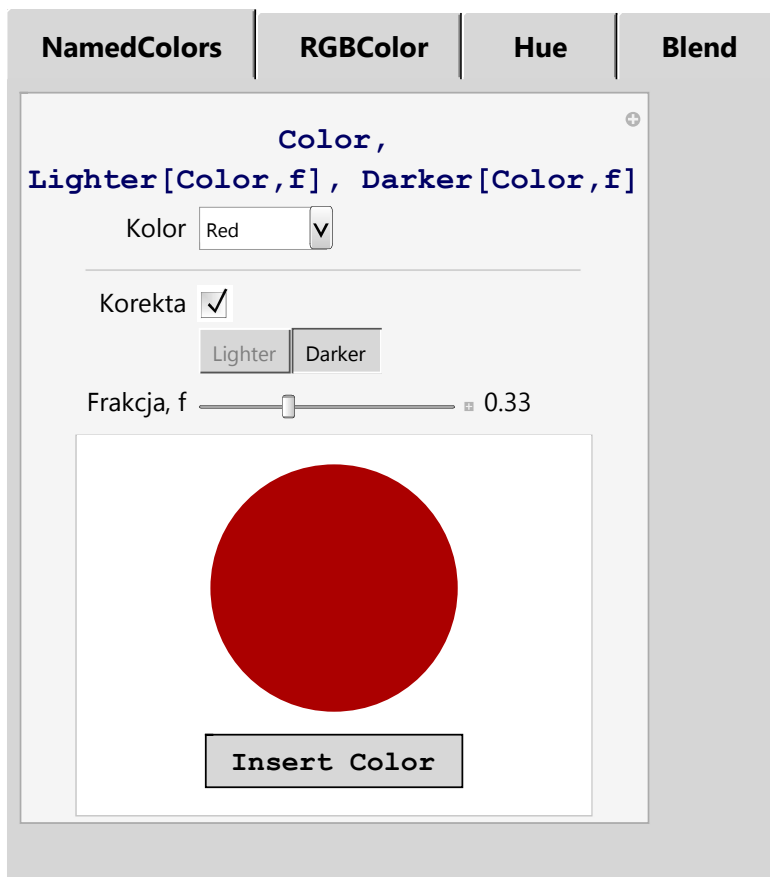 NamedColors RGBColor Hue Blend
Color,
Lighter[Color,f], Darker[Color,f]
Kolor Red
Korekta
Lighter Darker
Frakcja, f 0.33
Insert Color